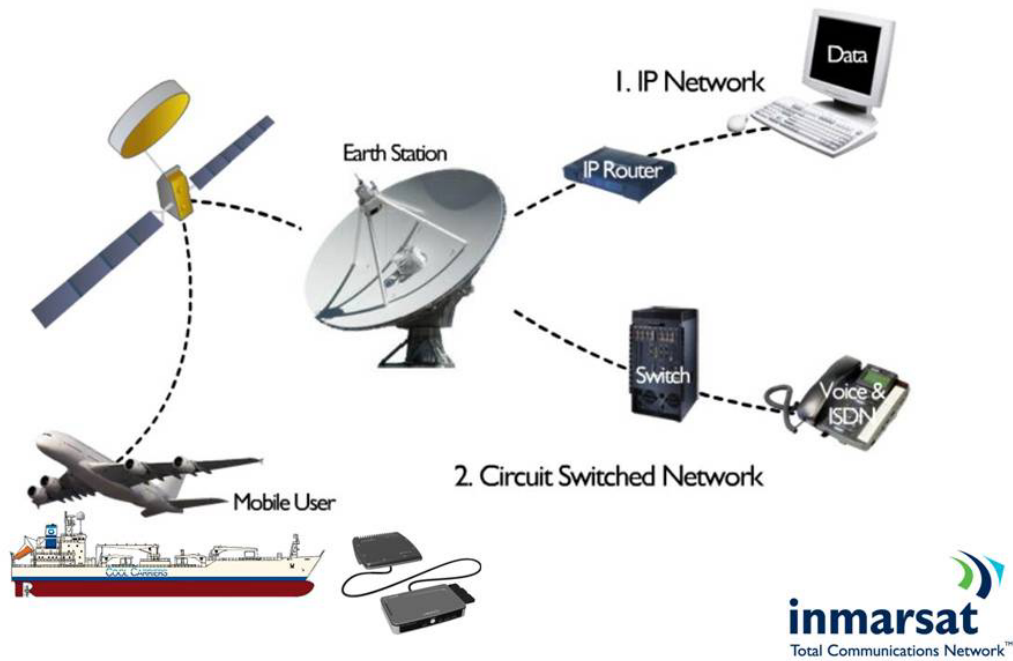 Data
1. IP Network
Earth Station
IP Router
Switch
Voice &
ISDN
2. Circuit Switched Network
Mobile User
COOL CARRIERS
inmarsat
Total Communications Network™